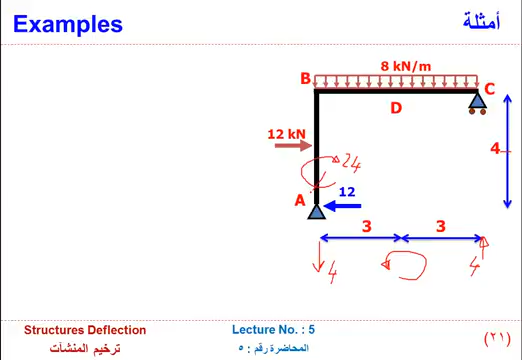 Examples
أمثلة
8 kN/m
B
C
D
12 kN
4
24
A
12
3
3
4
4
Structures Deflection
Lecture No. : 5
ترخيم المنشآت
المحاضرة رقم : ٥
(٢١)